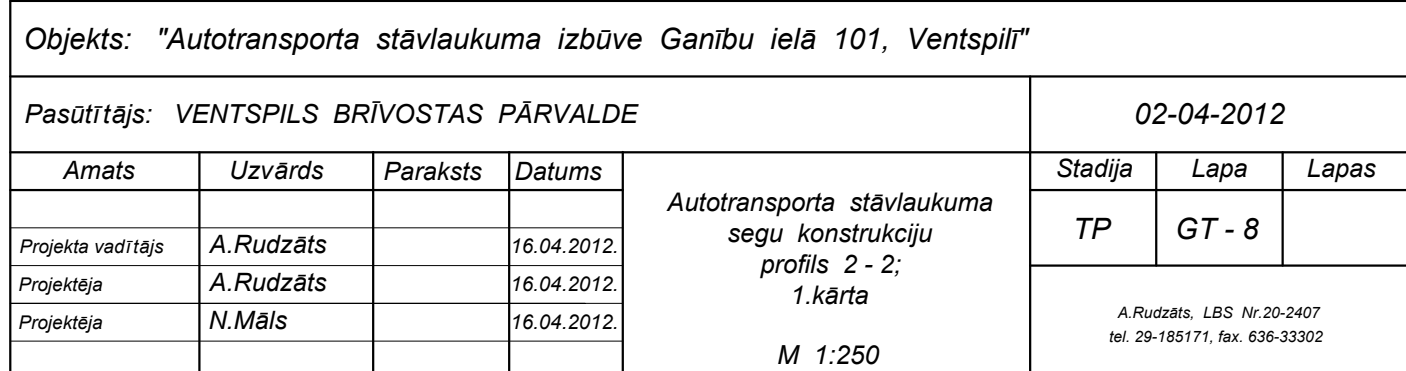 Objekts: "Autotransporta stāvlaukuma izbūve Ganību ielā 101, Ventspilī"
Pasūtītājs: VENTSPILS BRĪVOSTAS PĀRVALDE
02-04-2012
Amats Uzvārds Paraksts Datums
Stadija Lapa Lapas
TP GT - 8
Projekta vadītājs A.Rudzāts 16.04.2012.
Projektēja A.Rudzāts 16.04.2012.
Projektēja N.Māls 16.04.2012.
Autotransporta stāvlaukuma
segu konstrukciju
profils 2 - 2;
1.kārta
M 1:250
A.Rudzāts, LBS Nr.20-2407
tel. 29-185171, fax. 636-33302